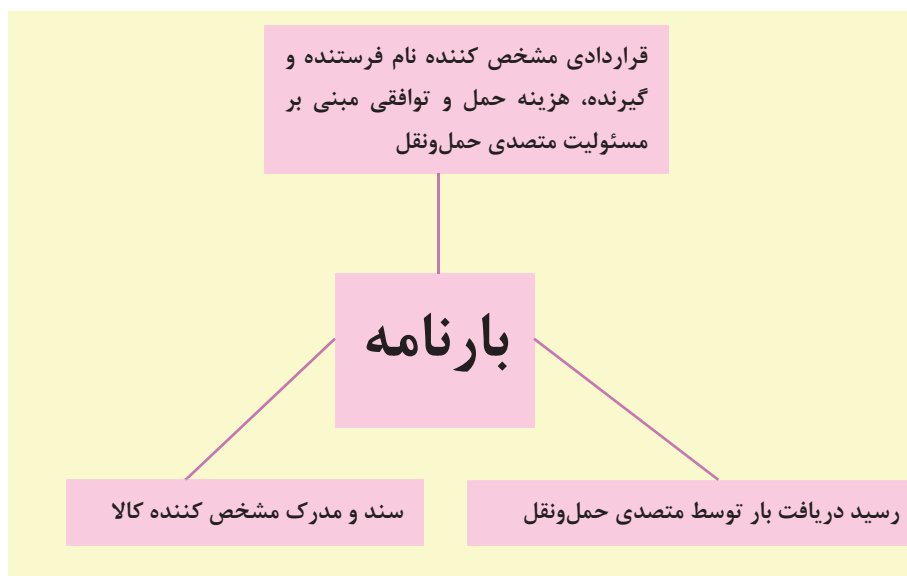 قراردادی مشخص کننده نام فرستنده و
گیرنده، هزینه حمل و توافقی مبنی بر
مسئولیت متصدی حمل‌ونقل
بارنامه
رسید دریافت بار توسط متصدی حمل‌ونقل
سند و مدرک مشخص کننده کالا